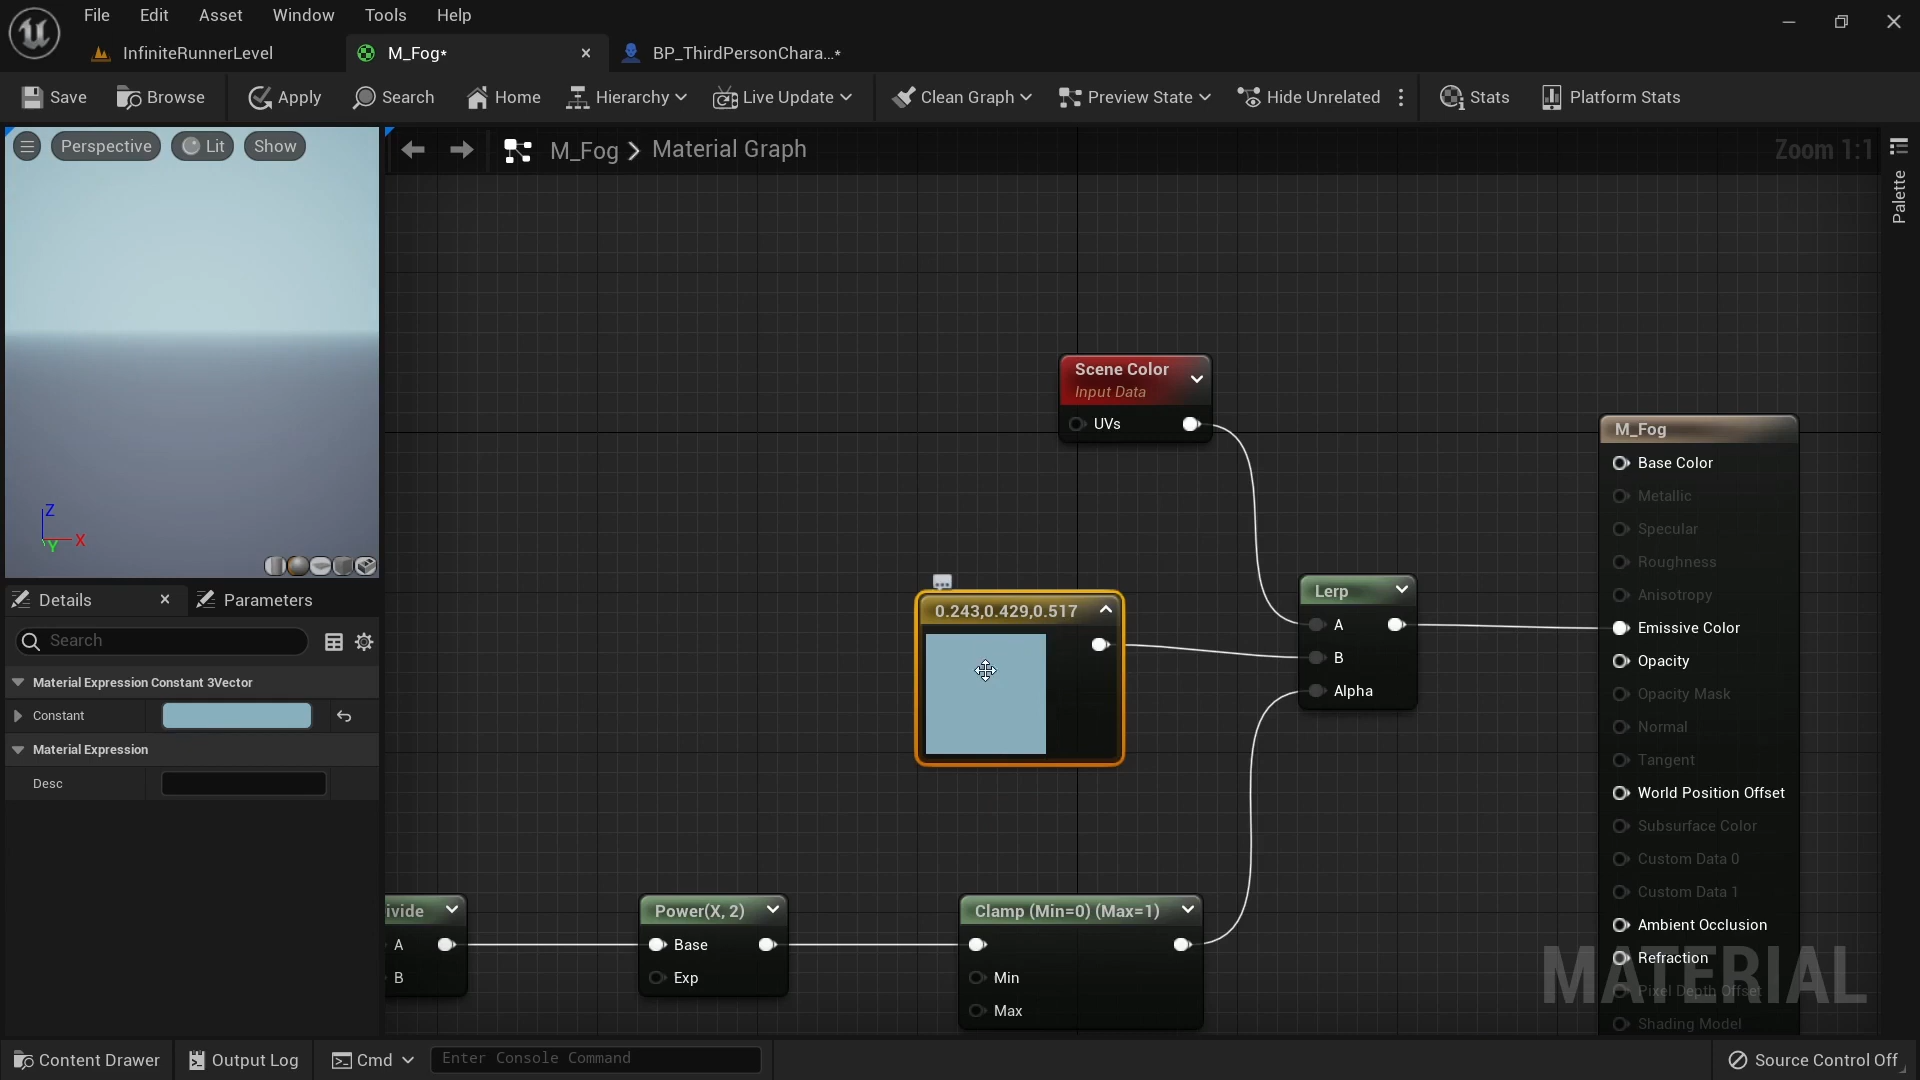 File Edit Asset Window Tools Help
InfiniteRunnerLevel M_Fog* BP_ThirdPersonChara...*
Save Browse Apply Search Home Hierarchy Live Update Clean Graph Preview State Hide Unrelated Stats Platform Stats
Perspective Lit Show
M_Fog > Material Graph
Zoom 1:1
Palette
Scene Color
Input Data
UVs
M_Fog
Base Color
Metallic
Specular
Roughness
Anisotropy
Emissive Color
Opacity
Opacity Mask
Normal
Tangent
World Position Offset
Subsurface Color
Custom Data 0
Custom Data 1
Ambient Occlusion
Refraction
Pixel Depth Offset
Shading Model
Lerp
A
B
Alpha
0.243,0.429,0.517
Z
X
Y
Details Parameters
Search
Material Expression Constant 3Vector
Constant
Material Expression
Desc
ivide
A
B
Power(X, 2)
Base
Exp
Clamp (Min=0) (Max=1)
Min
Max
MATERIAL
Content Drawer Output Log Cmd Enter Console Command Source Control Off